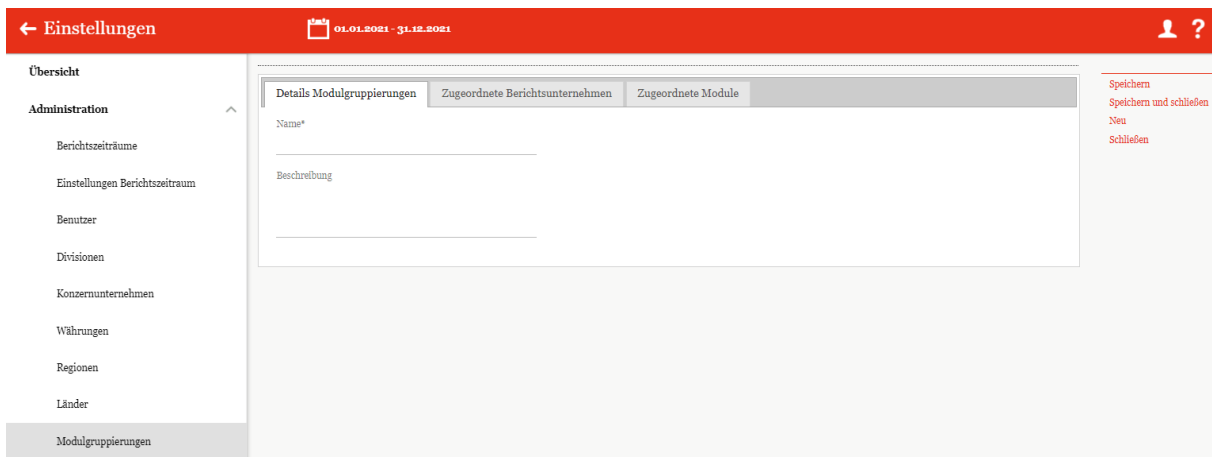 ← Einstellungen
01.01.2021 - 31.12.2021
?
Übersicht
Administration
Berichtszeiträume
Einstellungen Berichtszeitraum
Benutzer
Divisionen
Konzernunternehmen
Währungen
Regionen
Länder
Modulgruppierungen
Details Modulgruppierungen
Zugeordnete Berichtsunternehmen
Zugeordnete Module
Name*
Beschreibung
Speichern
Speichern und schließen
Neu
Schließen